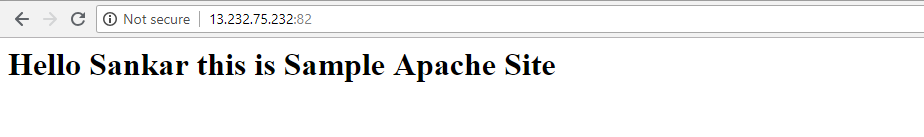 Not secure 13.232.75.232:82
Hello Sankar this is Sample Apache Site